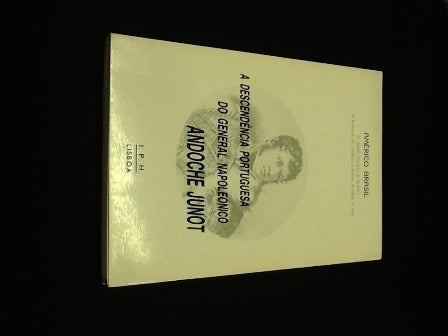 AMÉRICO BRASIL
A DESCENDÊNCIA PORTUGUESA
DO GENERAL NAPOLEÓNICO
ANDOCHE JUNOT
I. P. H.
LISBOA